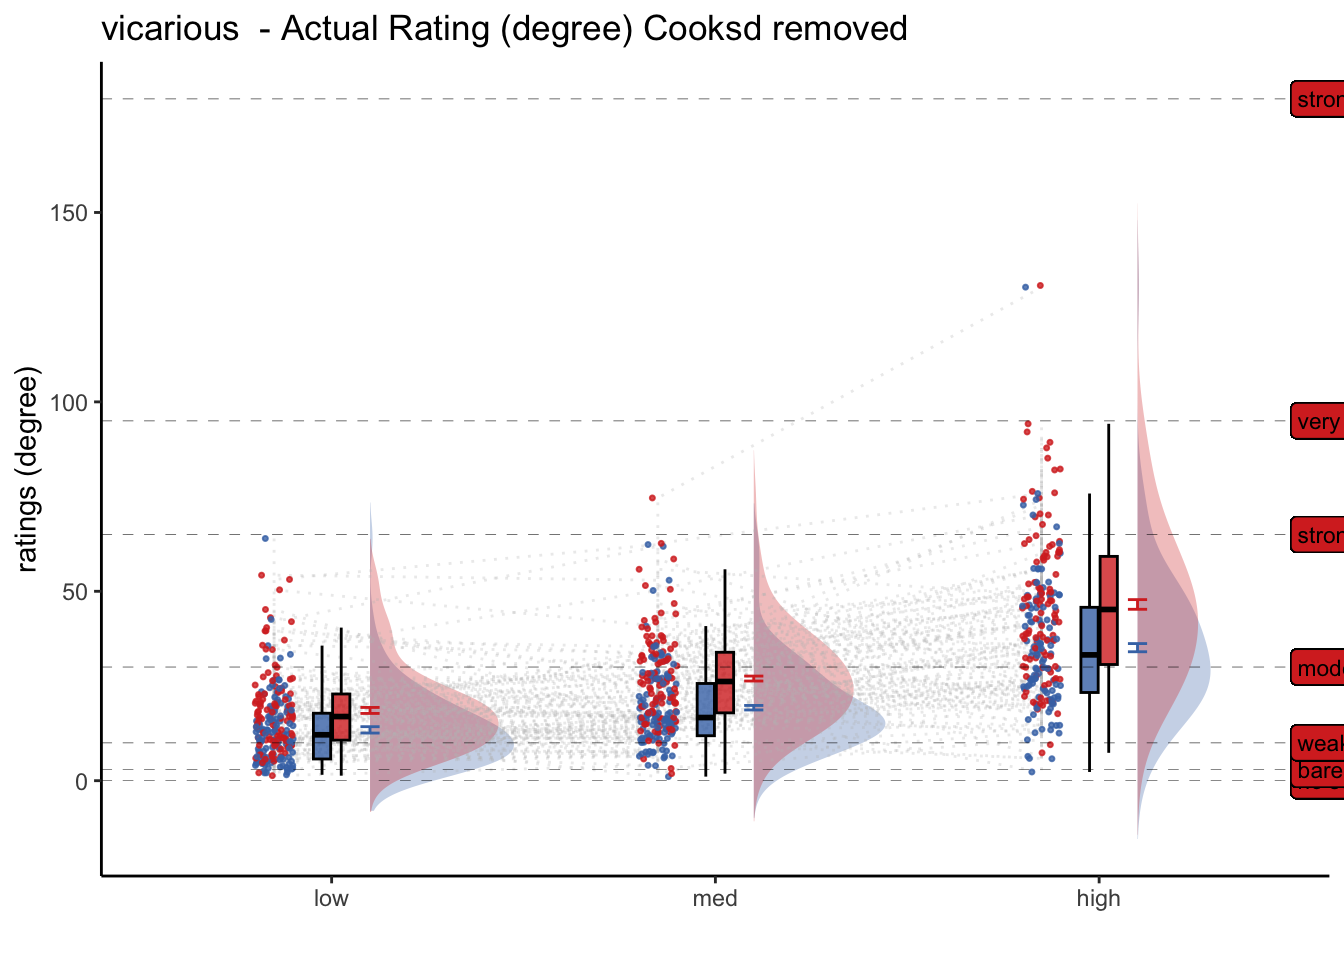 vicarious  - Actual Rating (degree) Cooksd removed
ratings (degree)
150
100
50
0
low
med
high
stron
very
stron
mode
weak
bare